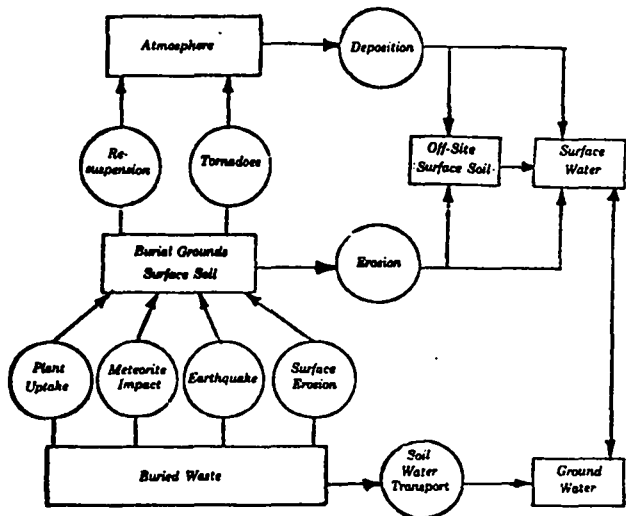 Atmosphere
Deposition
Re-
suspension
Tornadoes
Off-Site
Surface Soil
Surface
Water
Burial Grounds
Surface Soil
Erosion
Plant
Uptake
Meteorite
Impact
Earthquake
Surface
Erosion
Buried Waste
Soil
Water
Transport
Ground
Water